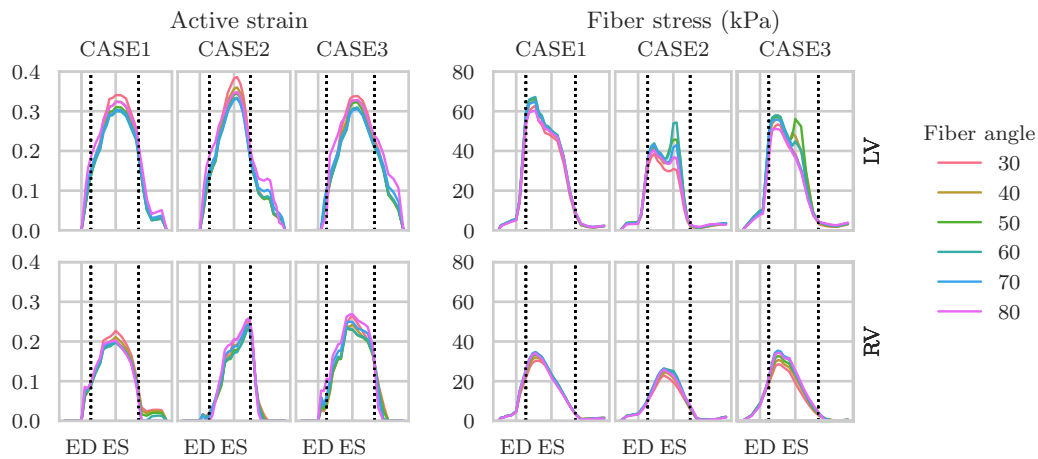 Active strain Fiber stress (kPa)
CASE1 CASE2 CASE3 CASE1 CASE2 CASE3
0.4 80
0.3 60
0.2 40
0.1 20
0.0 0
LV
0.4 80
0.3 60
0.2 40
0.1 20
0.0 0
RV
ED ES ED ES ED ES ED ES ED ES ED ES
Fiber angle
30
40
50
60
70
80